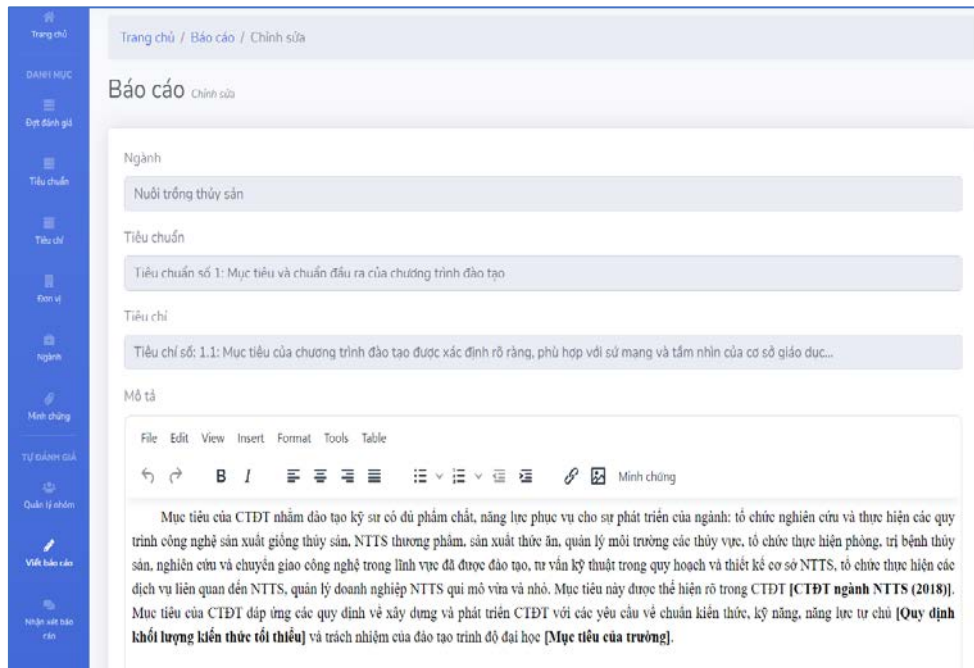 Trang chủ
DANH MỤC
Đợt đánh giá
Tiêu chuẩn
Tiêu chí
Đơn vị
Ngành
Minh chứng
TỰ ĐÁNH GIÁ
Quản lý nhóm
Viết báo cáo
Nhận xét báo
cáo
Trang chủ / Báo cáo / Chỉnh sửa
Báo cáo Chỉnh sửa
Ngành
Nuôi trồng thủy sản
Tiêu chuẩn
Tiêu chuẩn số 1: Mục tiêu và chuẩn đầu ra của chương trình đào tạo
Tiêu chí
Tiêu chí số: 1.1: Mục tiêu của chương trình đào tạo được xác định rõ ràng, phù hợp với sứ mạng và tầm nhìn của cơ sở giáo dục...
Mô tả
File Edit View Insert Format Tools Table
B I Minh chứng
Mục tiêu của CTĐT nhằm đào tạo kỹ sư có đủ phẩm chất, năng lực phục vụ cho sự phát triển của ngành: tổ chức nghiên cứu và thực hiện các quy
trình công nghệ sản xuất giống thủy sản, NTTS thương phẩm, sản xuất thức ăn, quản lý môi trường các thủy vực, tổ chức thực hiện phòng, trị bệnh thủy
sản, nghiên cứu và chuyển giao công nghệ trong lĩnh vực đã được đào tạo, tư vấn kỹ thuật trong quy hoạch và thiết kế cơ sở NTTS, tổ chức thực hiện các
dịch vụ liên quan đến NTTS, quản lý doanh nghiệp NTTS qui mô vừa và nhỏ. Mục tiêu này được thể hiện rõ trong CTĐT [CTĐT ngành NTTS (2018)].
Mục tiêu của CTĐT đáp ứng các quy định về xây dựng và phát triển CTĐT với các yêu cầu về chuẩn kiến thức, kỹ năng, năng lực tự chủ [Quy định
khối lượng kiến thức tối thiểu] và trách nhiệm của đào tạo trình độ đại học [Mục tiêu của trường].